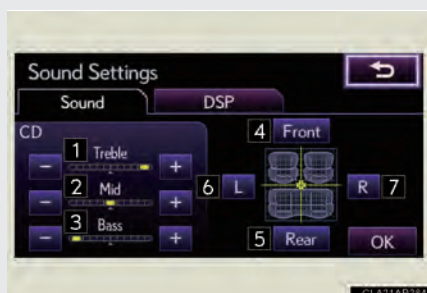 Sound Settings
Sound DSP
CD
1 Treble
− +
2 Mid
− +
3 Bass
− +
4 Front
6 L R 7
5 Rear
OK